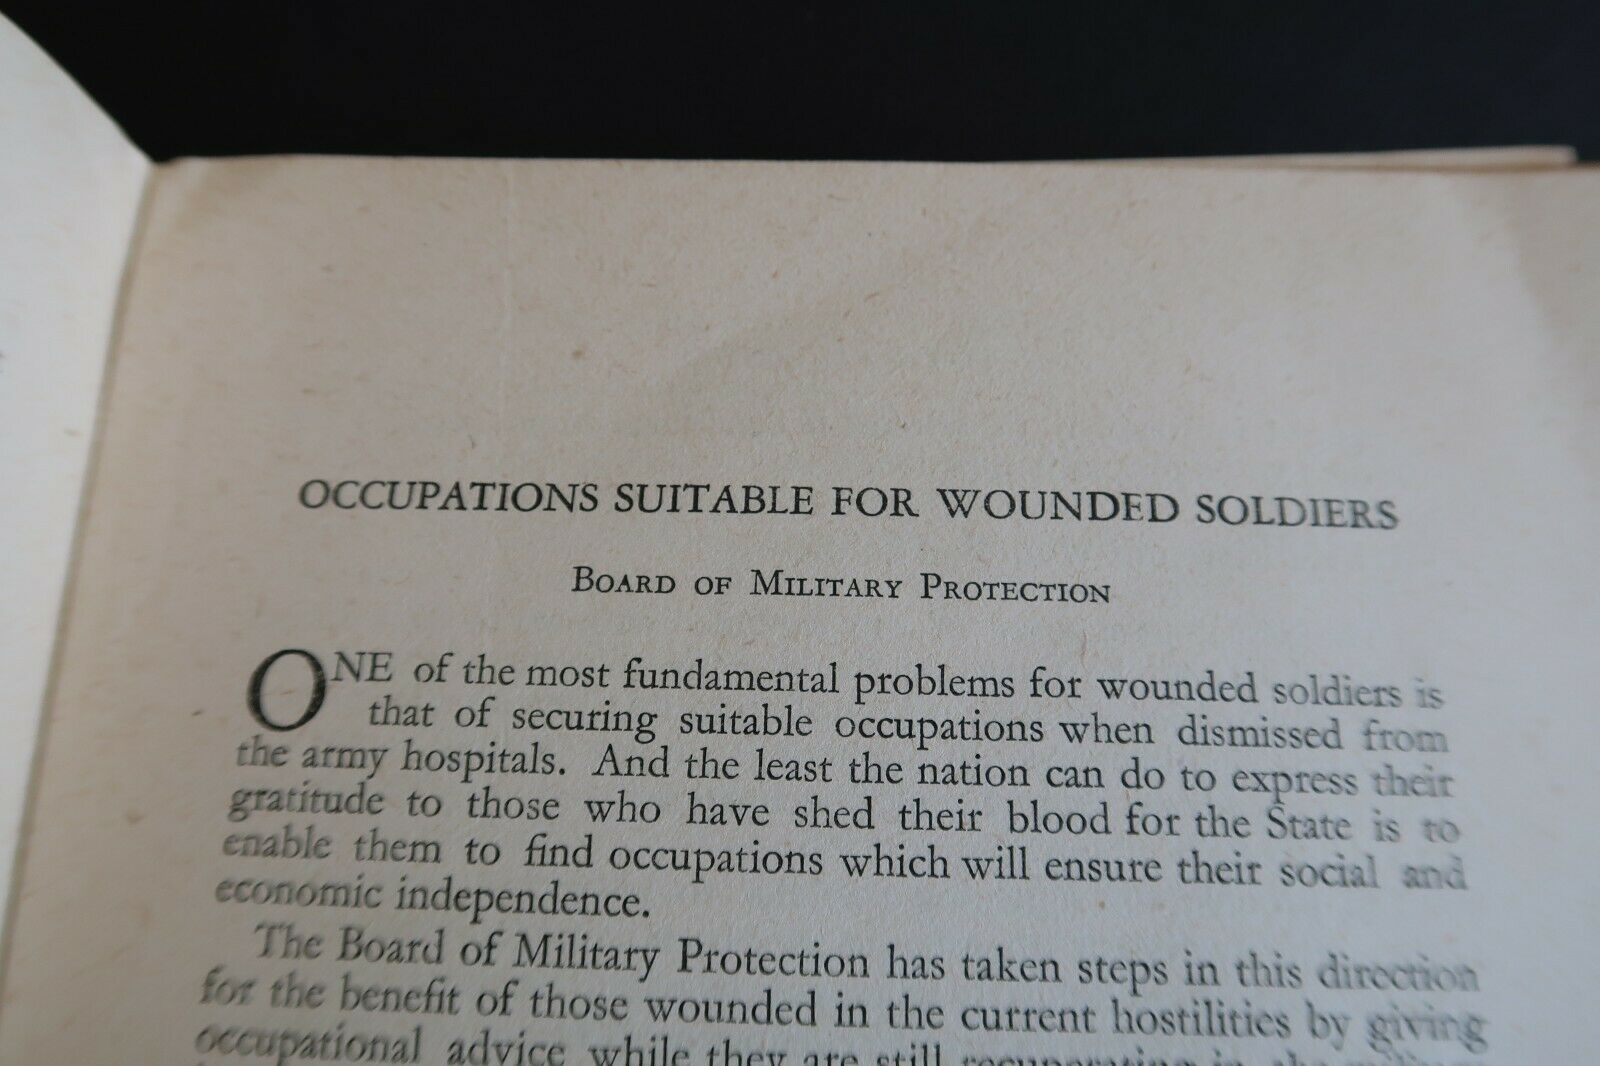 OCCUPATIONS SUITABLE FOR WOUNDED SOLDIERS
BOARD OF MILITARY PROTECTION
ONE of the most fundamental problems for wounded soldiers is
that of securing suitable occupations when dismissed from
the army hospitals. And the least the nation can do to express their
gratitude to those who have shed their blood for the State is to
enable them to find occupations which will ensure their social and
economic independence.
The Board of Military Protection has taken steps in this direction
for the benefit of those wounded in the current hostilities by giving
occupational advice while they are still recuperating in the military